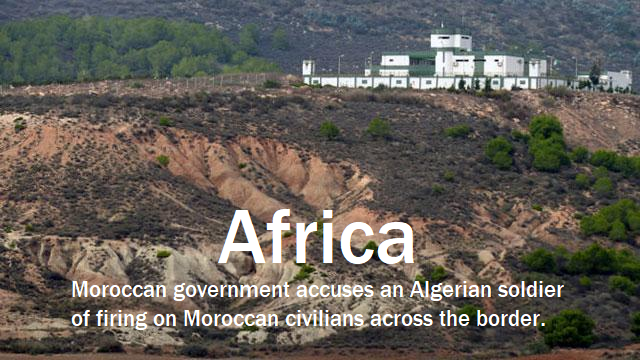 Africa
Moroccan government accuses an Algerian soldier
of firing on Moroccan civilians across the border.